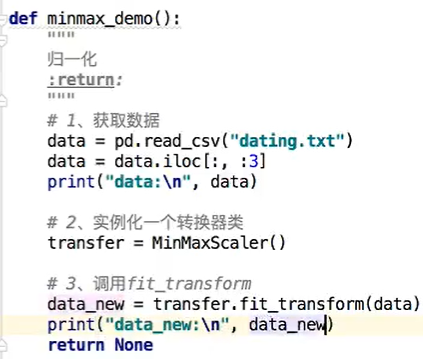 def minmax_demo():
    """
    归一化
    :return:
    """
    # 1、获取数据
    data = pd.read_csv("dating.txt")
    data = data.iloc[:, :3]
    print("data:\n", data)
    # 2、实例化一个转换器类
    transfer = MinMaxScaler()
    # 3、调用fit_transform
    data_new = transfer.fit_transform(data)
    print("data_new:\n", data_new)
    return None